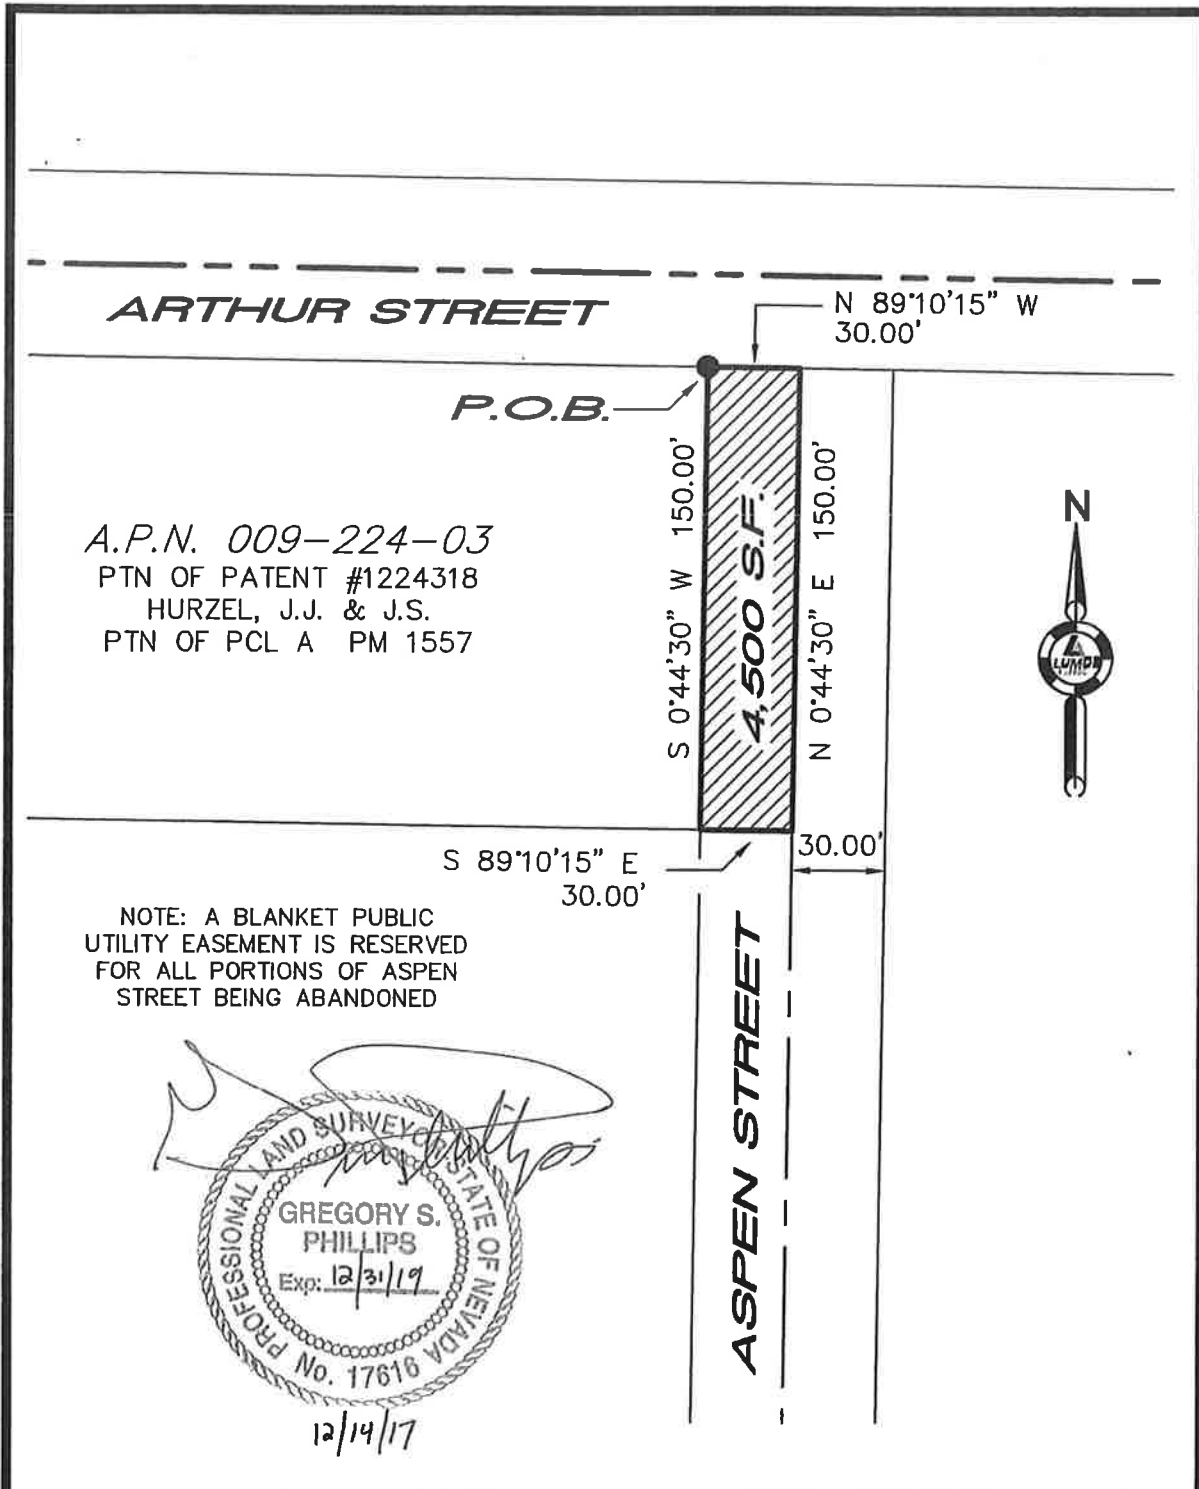 ARTHUR STREET
N 89°10'15" W
30.00'
P.O.B.
A.P.N. 009-224-03
PTN OF PATENT #1224318
HURZEL, J.J. & J.S.
PTN OF PCL A PM 1557
S 0°44'30" W 150.00'
4,500 S.F.
N 0°44'30" E 150.00'
N
LUMOS
S 89°10'15" E
30.00'
30.00'
NOTE: A BLANKET PUBLIC
UTILITY EASEMENT IS RESERVED
FOR ALL PORTIONS OF ASPEN
STREET BEING ABANDONED
ASPEN STREET
PROFESSIONAL LAND SURVEYOR STATE OF NEVADA
GREGORY S.
PHILLIPS
Exp: 12/31/19
No. 17616
12/14/17